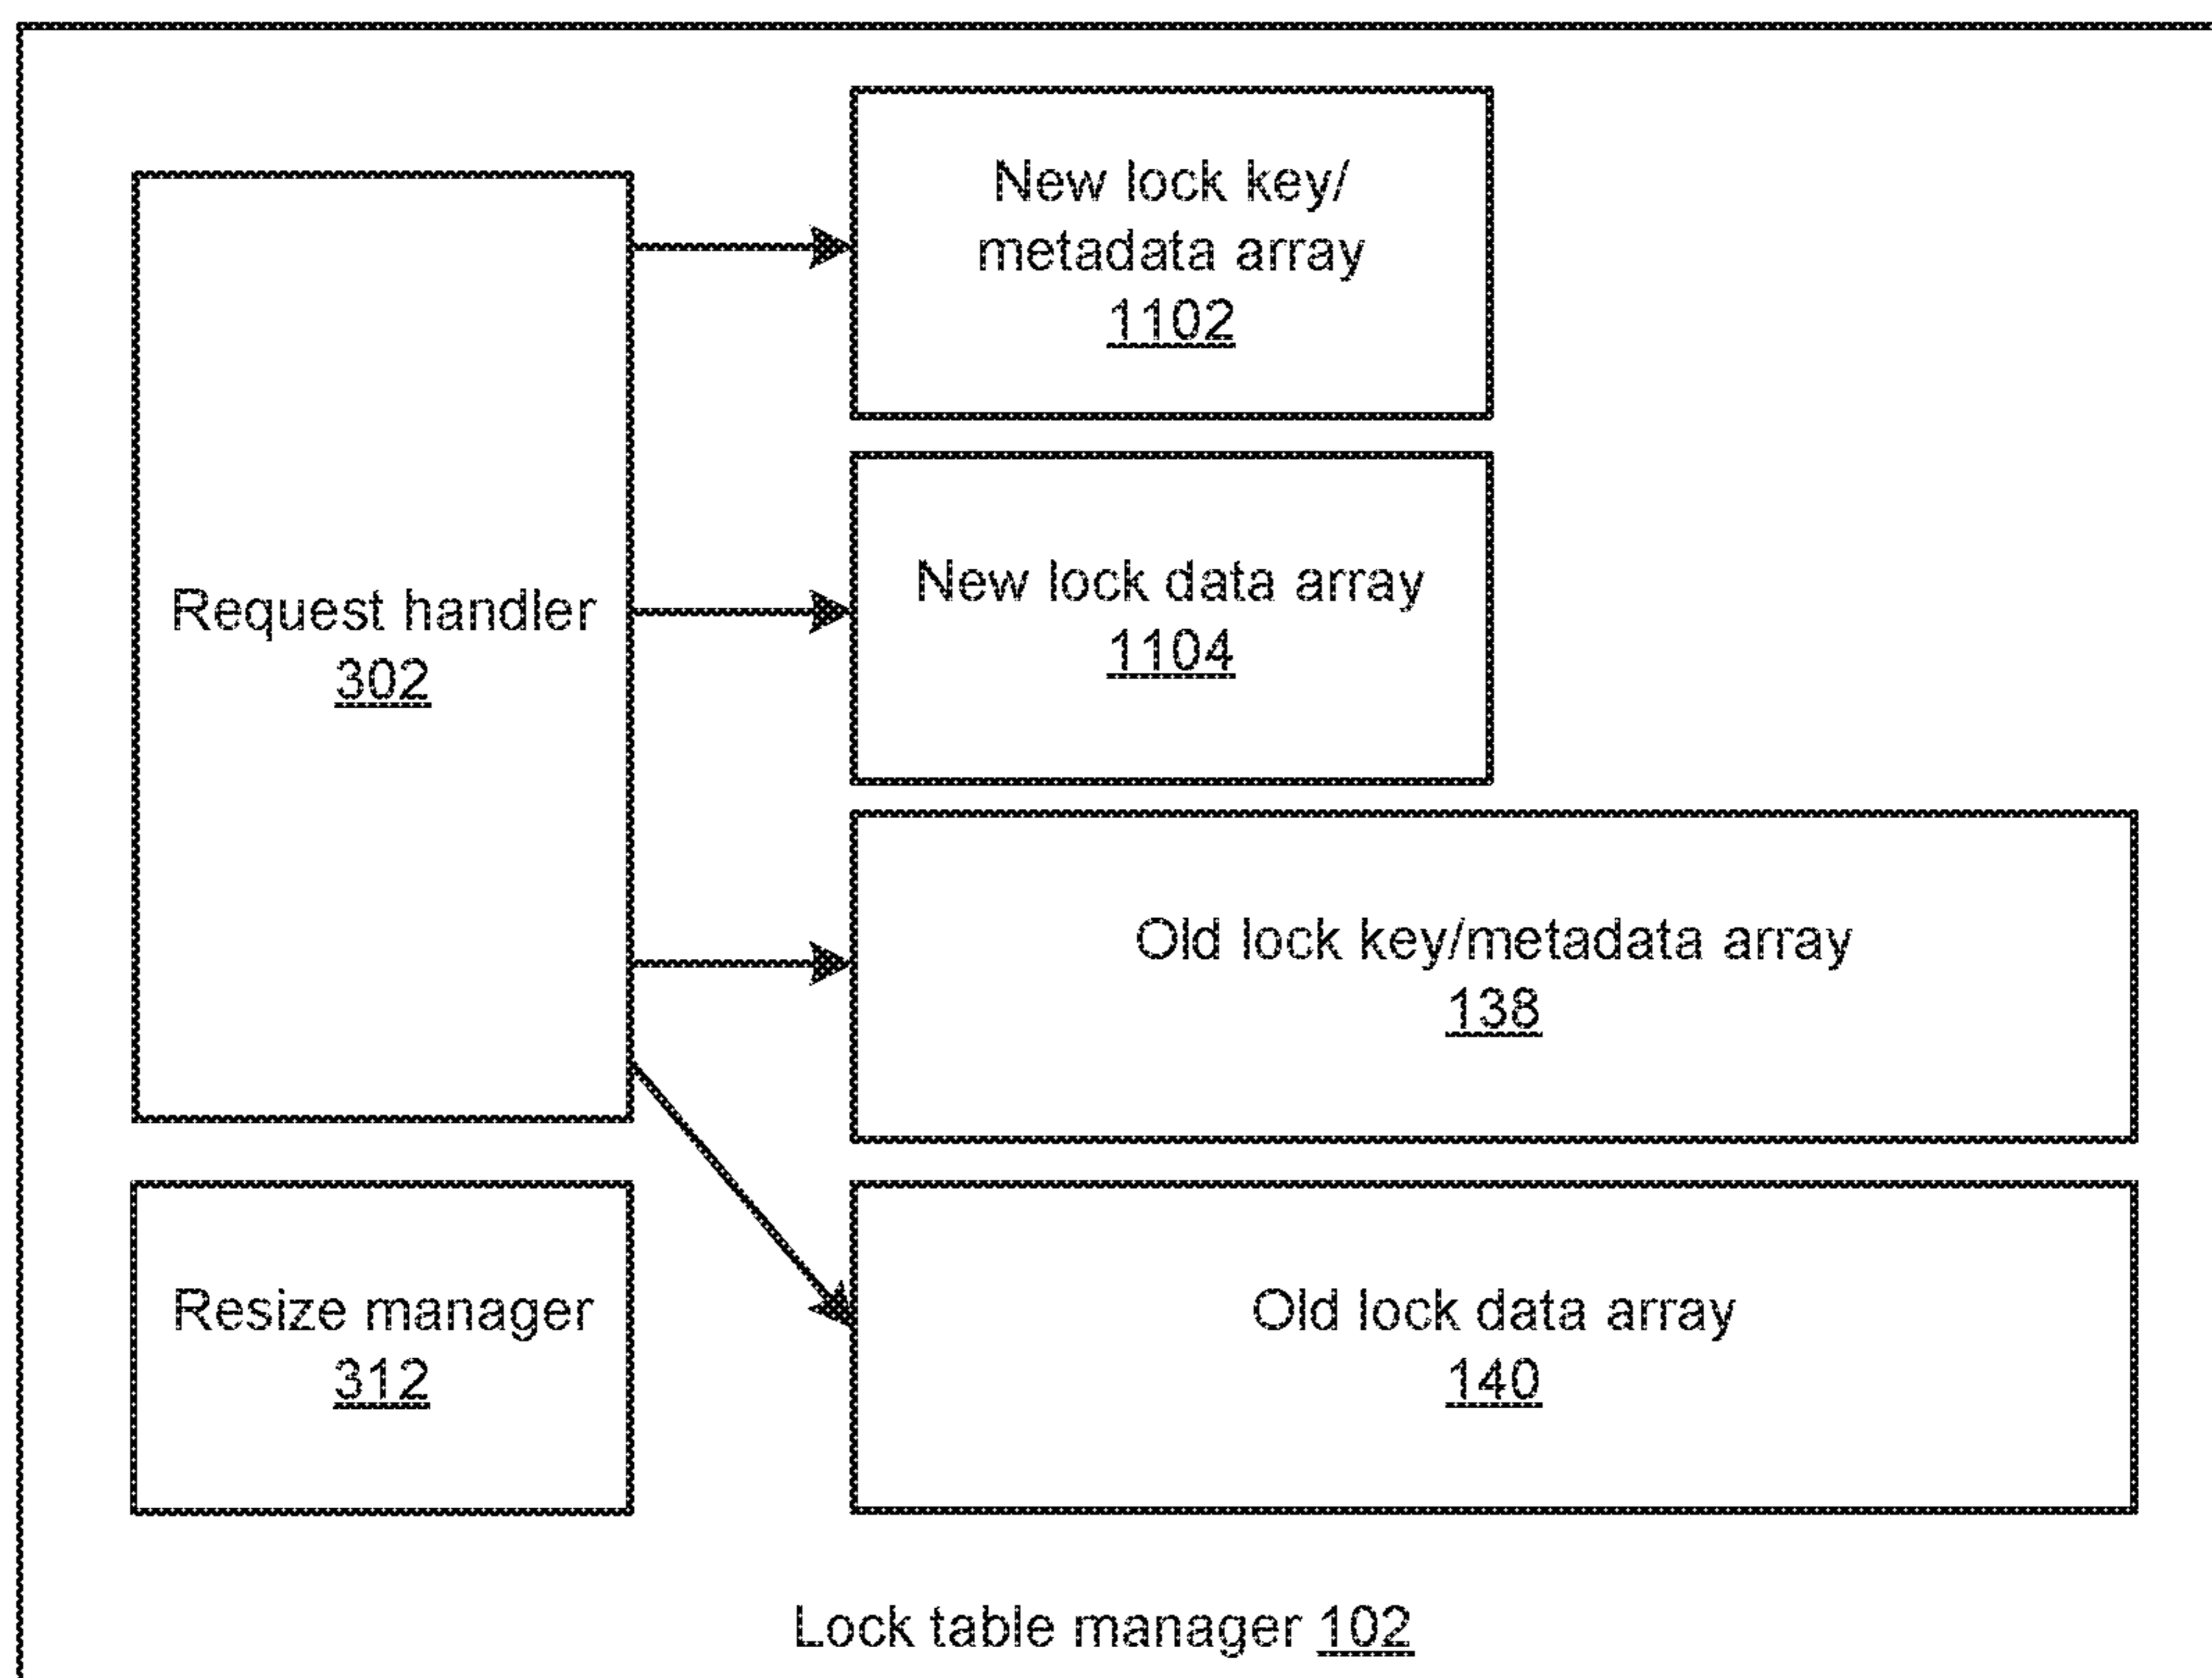 New lock key/
metadata array
1102
Request handler
302
New lock data array
1104
Old lock key/metadata array
138
Resize manager
312
Old lock data array
140
Lock table manager 102